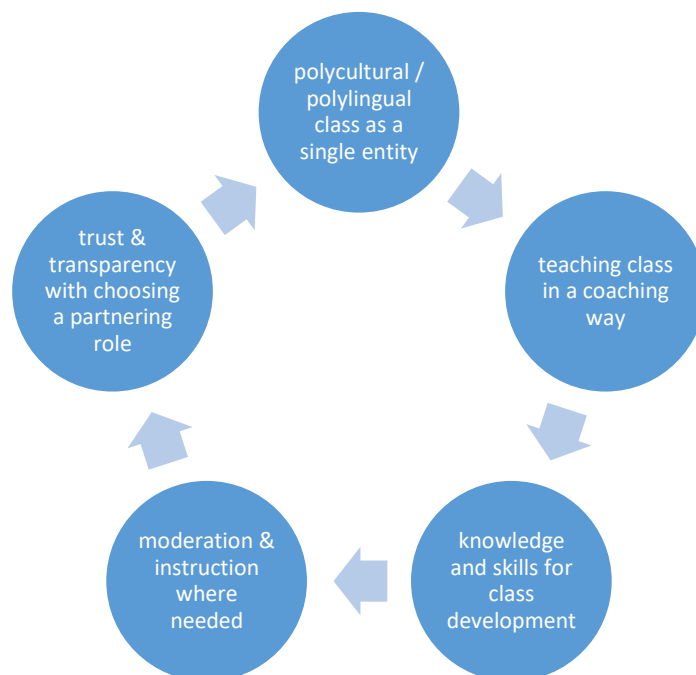 polycultural /
polylingual
class as a
single entity
teaching class
in a coaching
way
knowledge
and skills for
class
development
moderation &
instruction
where
needed
trust &
transparency
with choosing
a partnering
role